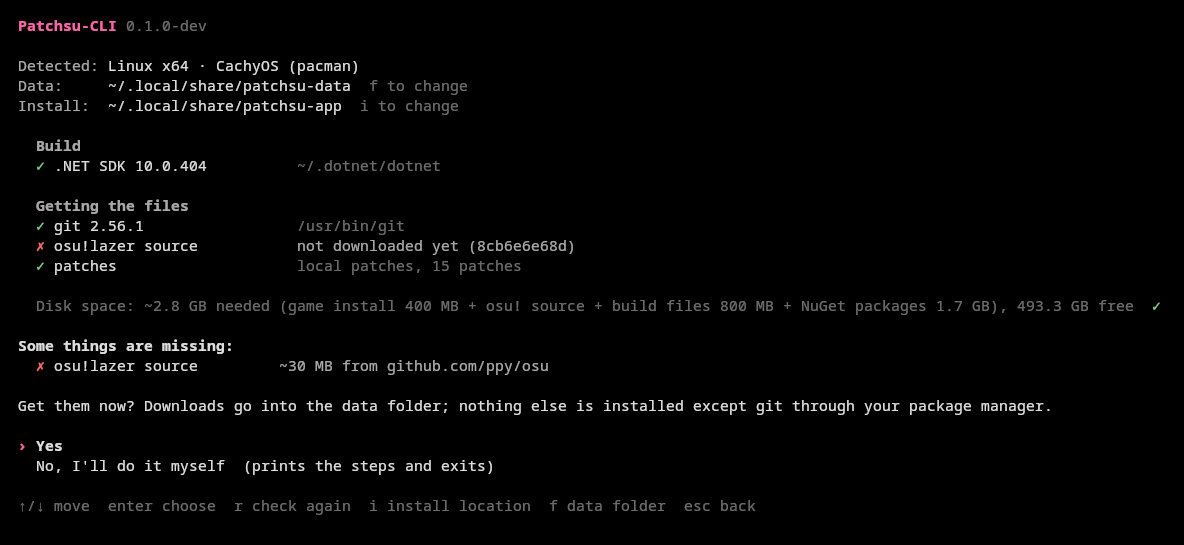 Patchsu-CLI 0.1.0-dev
Detected: Linux x64 · CachyOS (pacman)
Data: ~/.local/share/patchsu-data f to change
Install: ~/.local/share/patchsu-app i to change
Build
✓ .NET SDK 10.0.404 ~/.dotnet/dotnet
Getting the files
✓ git 2.56.1 /usr/bin/git
✗ osu!lazer source not downloaded yet (8cb6e6e68d)
✓ patches local patches, 15 patches
Disk space: ~2.8 GB needed (game install 400 MB + osu! source + build files 800 MB + NuGet packages 1.7 GB), 493.3 GB free ✓
Some things are missing:
✗ osu!lazer source ~30 MB from github.com/ppy/osu
Get them now? Downloads go into the data folder; nothing else is installed except git through your package manager.
› Yes
No, I'll do it myself (prints the steps and exits)
↑/↓ move enter choose r check again i install location f data folder esc back